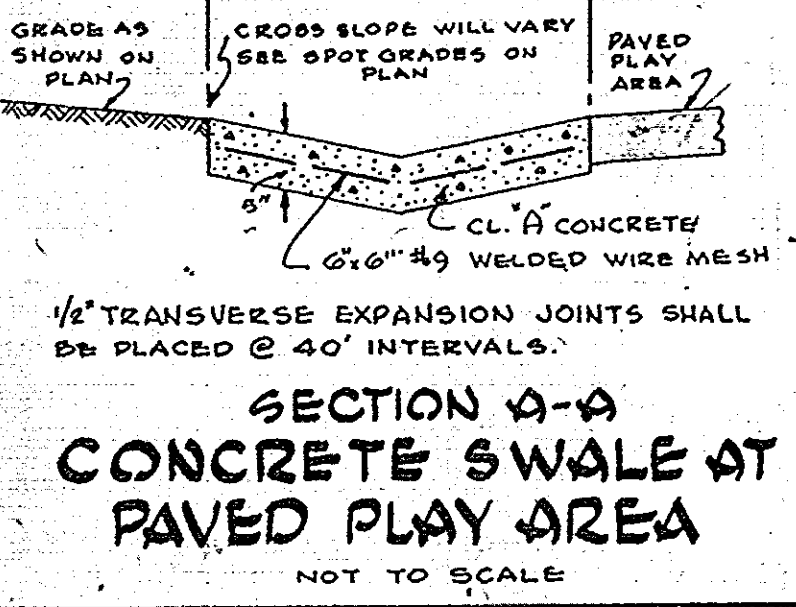 GRADE AS
SHOWN ON
PLAN
CROSS SLOPE WILL VARY
SEE SPOT GRADES ON
PLAN
PAVED
PLAY
AREA
5"
CL. "A" CONCRETE
6"x6" #9 WELDED WIRE MESH
1/2" TRANSVERSE EXPANSION JOINTS SHALL
BE PLACED @ 40' INTERVALS.
SECTION A-A
CONCRETE SWALE AT
PAVED PLAY AREA
NOT TO SCALE